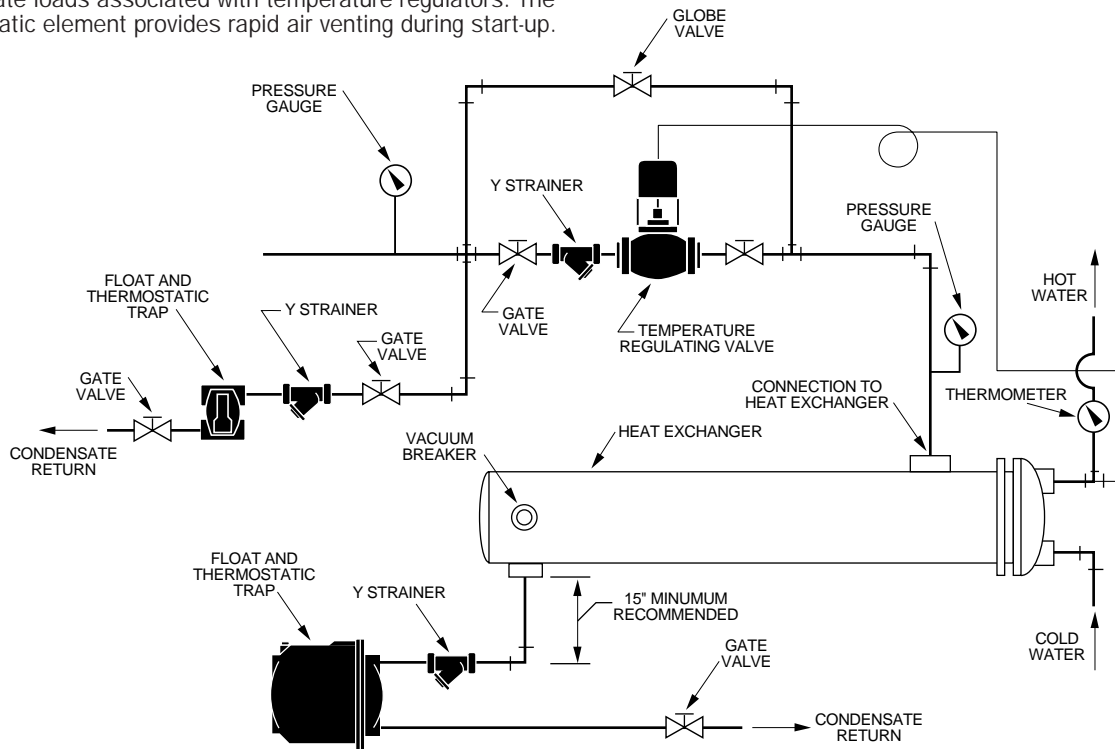 ate loads associated with temperature regulators. The
atic element provides rapid air venting during start-up.
GLOBE
VALVE
PRESSURE
GAUGE
Y STRAINER
PRESSURE
GAUGE
FLOAT AND
THERMOSTATIC
TRAP
Y STRAINER
GATE
VALVE
GATE
VALVE
TEMPERATURE
REGULATING VALVE
HOT
WATER
GATE
VALVE
CONNECTION TO
HEAT EXCHANGER
THERMOMETER
CONDENSATE
RETURN
VACUUM
BREAKER
HEAT EXCHANGER
FLOAT AND
THERMOSTATIC
TRAP
Y STRAINER
15" MINUMUM
RECOMMENDED
GATE
VALVE
COLD
WATER
CONDENSATE
RETURN